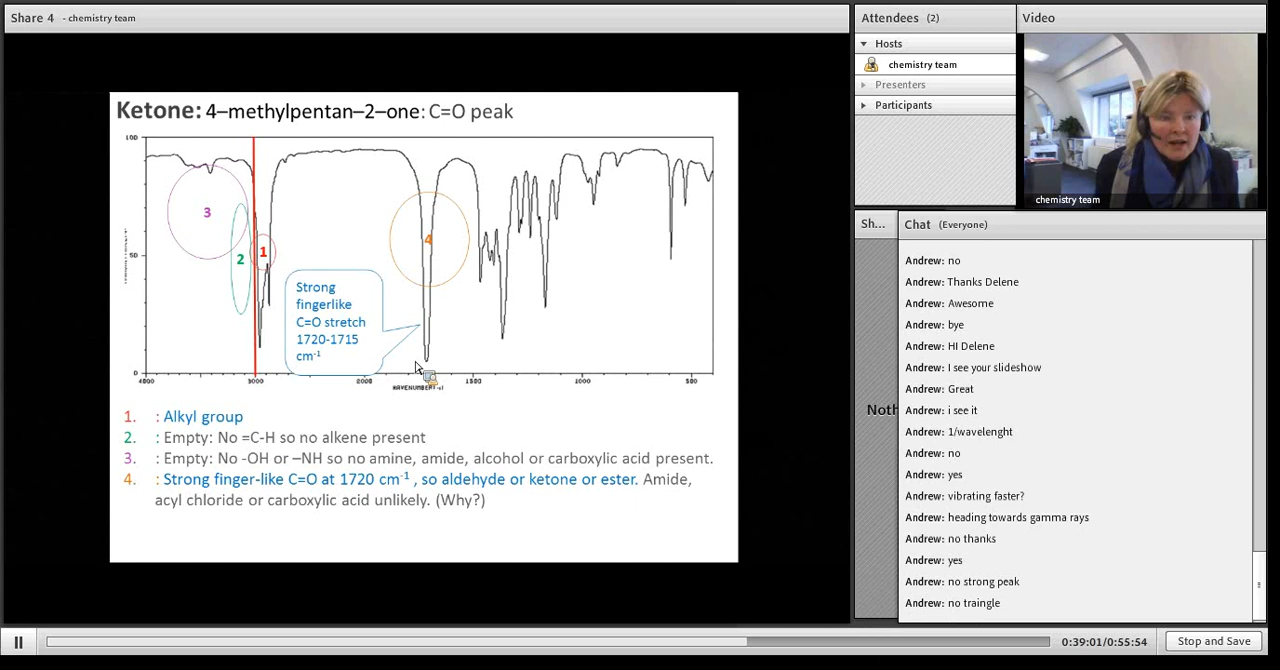 Share 4 - chemistry team
Attendees (2)
Video
Hosts
chemistry team
Presenters
Participants
chemistry team
Ketone: 4–methylpentan–2–one: C=O peak
100
50
0
3
2
1
4
Strong
fingerlike
C=O stretch
1720-1715
cm-1
4000 3000 2000 1500 1000 500
1. : Alkyl group
2. : Empty: No =C-H so no alkene present
3. : Empty: No -OH or –NH so no amine, amide, alcohol or carboxylic acid present.
4. : Strong finger-like C=O at 1720 cm-1 , so aldehyde or ketone or ester. Amide,
acyl chloride or carboxylic acid unlikely. (Why?)
Sh...
Noth
Chat (Everyone)
Andrew: no
Andrew: Thanks Delene
Andrew: Awesome
Andrew: bye
Andrew: HI Delene
Andrew: I see your slideshow
Andrew: Great
Andrew: i see it
Andrew: 1/wavelenght
Andrew: no
Andrew: yes
Andrew: vibrating faster?
Andrew: heading towards gamma rays
Andrew: no thanks
Andrew: yes
Andrew: no strong peak
Andrew: no traingle
0:39:01/0:55:54
Stop and Save